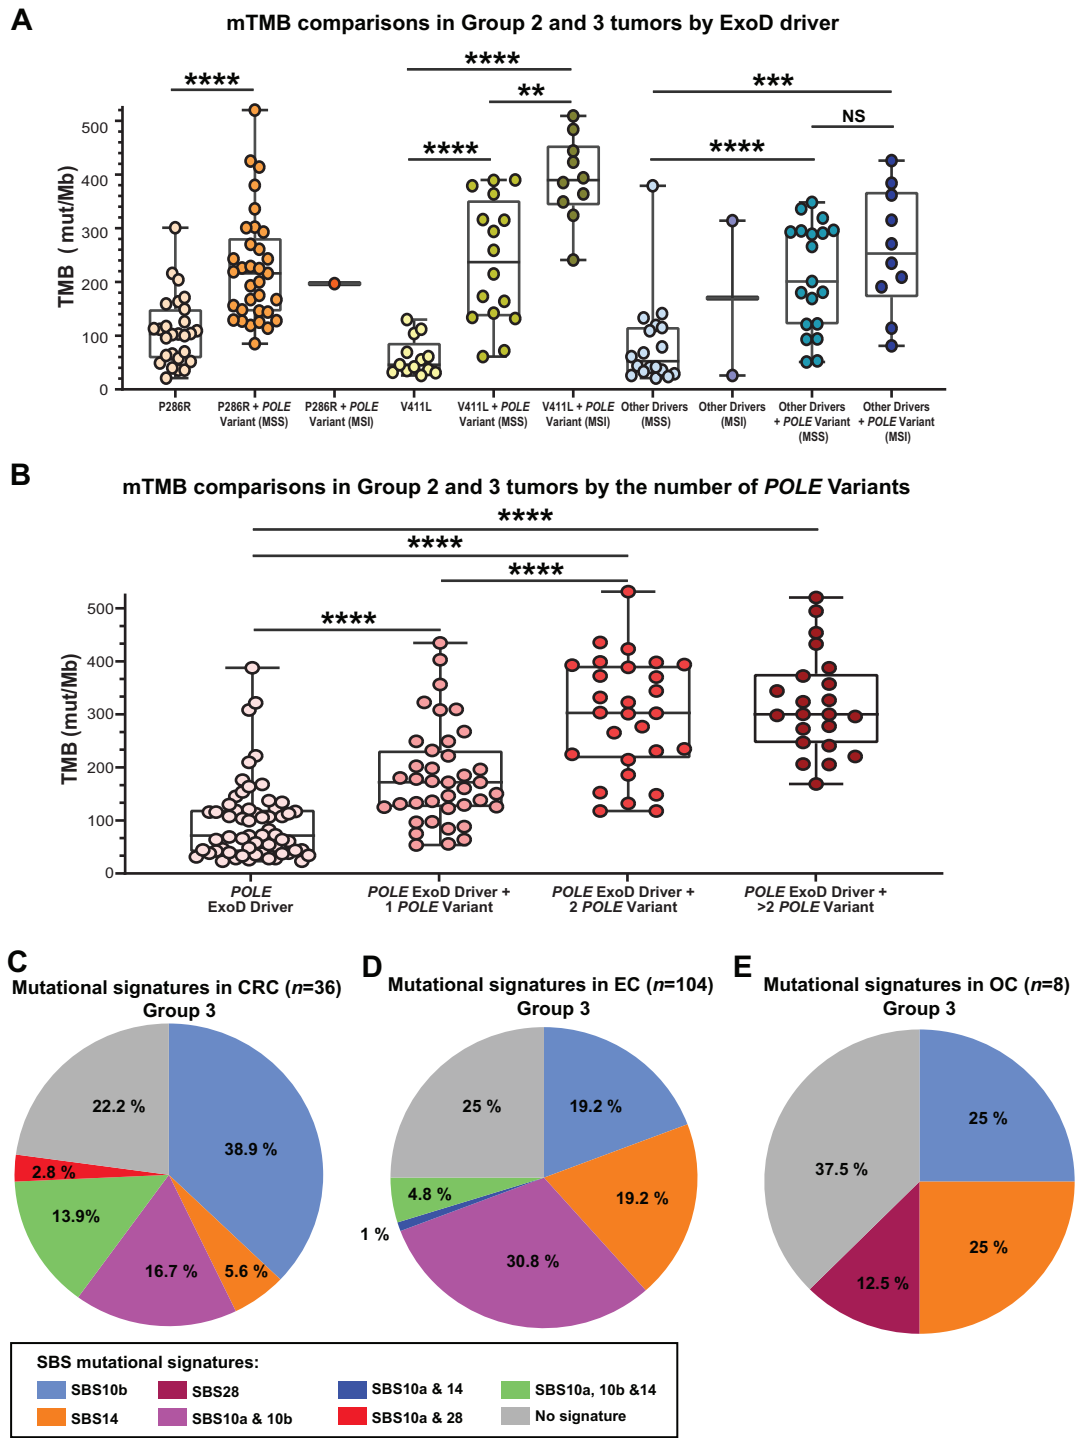 A
mTMB comparisons in Group 2 and 3 tumors by ExoD driver
****
****
**
****
***
NS
****
TMB ( mut/Mb)
500
400
300
200
100
0
P286R
P286R + POLE
Variant (MSS)
P286R + POLE
Variant (MSI)
V411L
V411L + POLE
Variant (MSS)
V411L + POLE
Variant (MSI)
Other Drivers
(MSS)
Other Drivers
(MSI)
Other Drivers
+ POLE Variant
(MSS)
Other Drivers
+ POLE Variant
(MSI)
B
mTMB comparisons in Group 2 and 3 tumors by the number of POLE Variants
****
****
****
****
TMB (mut/Mb)
500
400
300
200
100
0
POLE
ExoD Driver
POLE ExoD Driver +
1 POLE Variant
POLE ExoD Driver +
2 POLE Variant
POLE ExoD Driver +
>2 POLE Variant
C
Mutational signatures in CRC (n=36)
Group 3
22.2 %
38.9 %
2.8 %
13.9%
16.7 %
5.6 %
D
Mutational signatures in EC (n=104)
Group 3
25 %
19.2 %
4.8 %
19.2 %
1 %
30.8 %
E
Mutational signatures in OC (n=8)
Group 3
25 %
37.5 %
25 %
12.5 %
SBS mutational signatures:
SBS10b
SBS28
SBS10a & 14
SBS10a, 10b &14
SBS14
SBS10a & 10b
SBS10a & 28
No signature